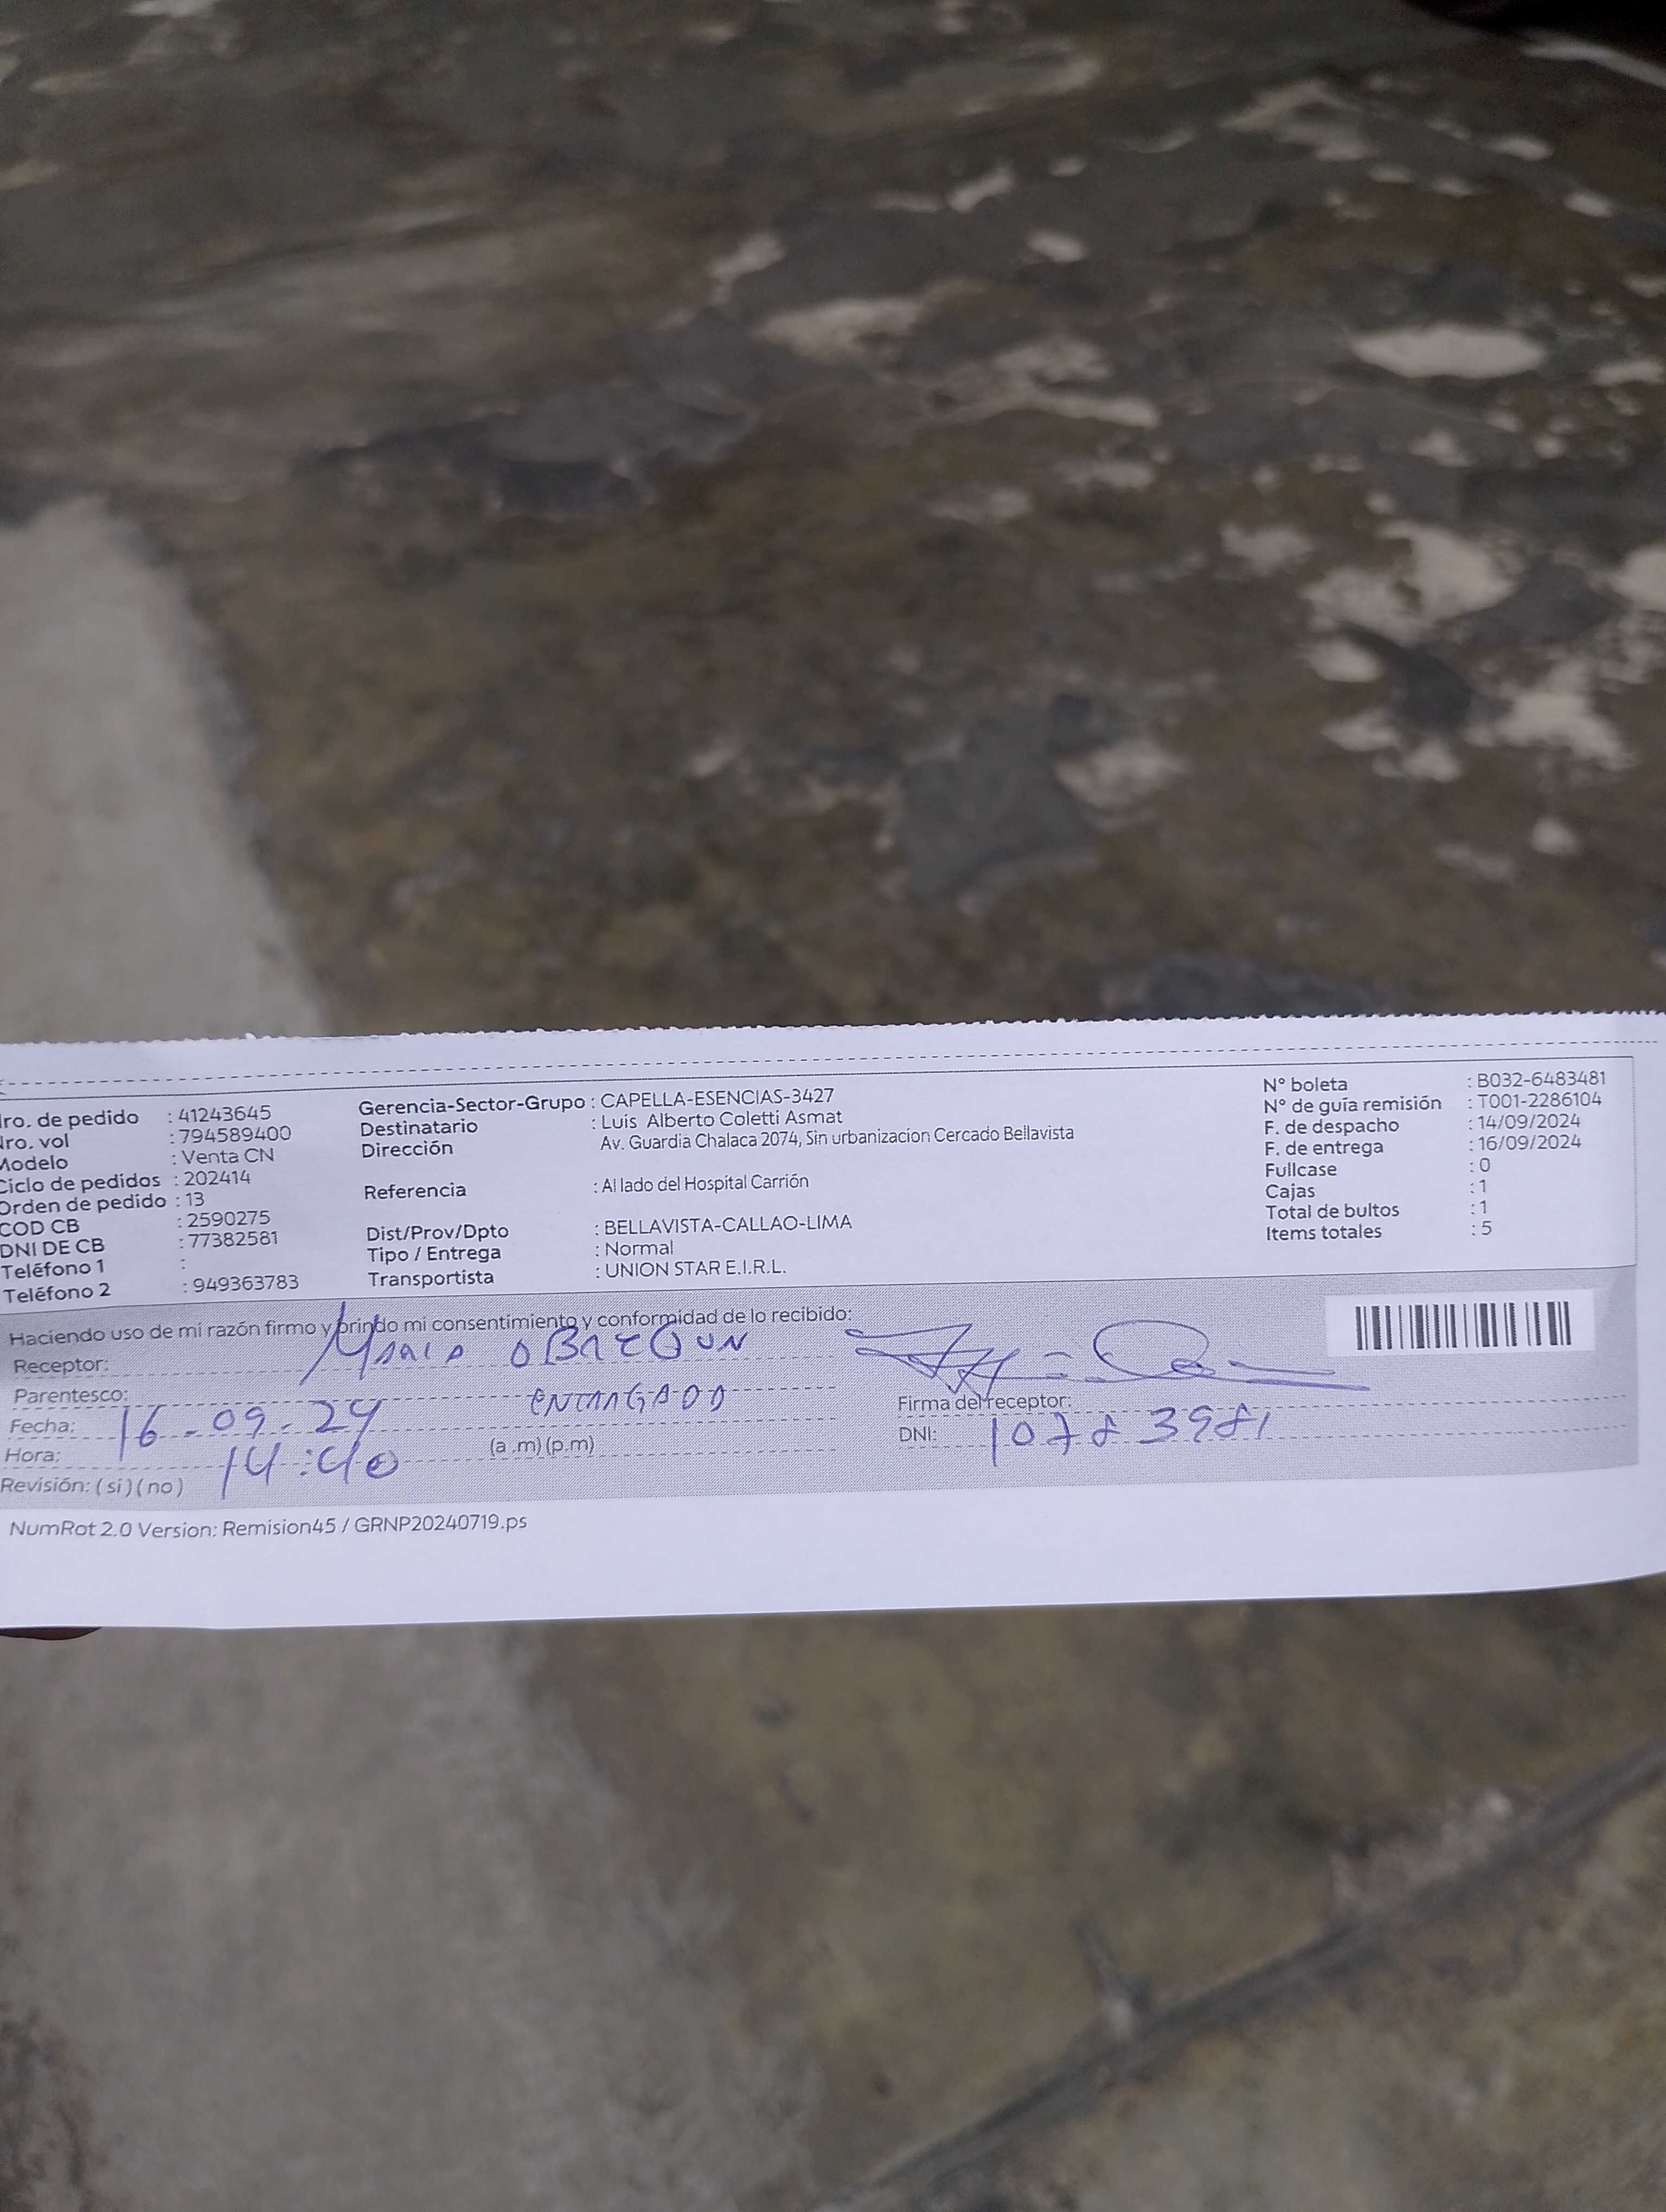 ro. de pedido : 41243645
ro. vol : 794589400
Modelo : Venta CN
Ciclo de pedidos : 202414
Orden de pedido : 13
COD CB : 2590275
DNI DE CB : 77382581
Teléfono 1 :
Teléfono 2 : 949363783
Gerencia-Sector-Grupo : CAPELLA-ESENCIAS-3427
Destinatario : Luis Alberto Coletti Asmat
Dirección Av. Guardia Chalaca 2074, Sin urbanizacion Cercado Bellavista
Referencia : Al lado del Hospital Carrión
Dist/Prov/Dpto : BELLAVISTA-CALLAO-LIMA
Tipo / Entrega : Normal
Transportista : UNION STAR E.I.R.L.
N° boleta : B032-6483481
N° de guía remisión : T001-2286104
F. de despacho : 14/09/2024
F. de entrega : 16/09/2024
Fullcase : 0
Cajas : 1
Total de bultos : 1
Items totales : 5
Haciendo uso de mi razón firmo y brindo mi consentimiento y conformidad de lo recibido:
Receptor:
Parentesco:
Fecha: 16-09-24
Hora: 14:40 (a .m) (p.m)
Revisión: ( si ) ( no )
Firma del receptor:
DNI: 10783981
NumRot 2.0 Version: Remision45 / GRNP20240719.ps